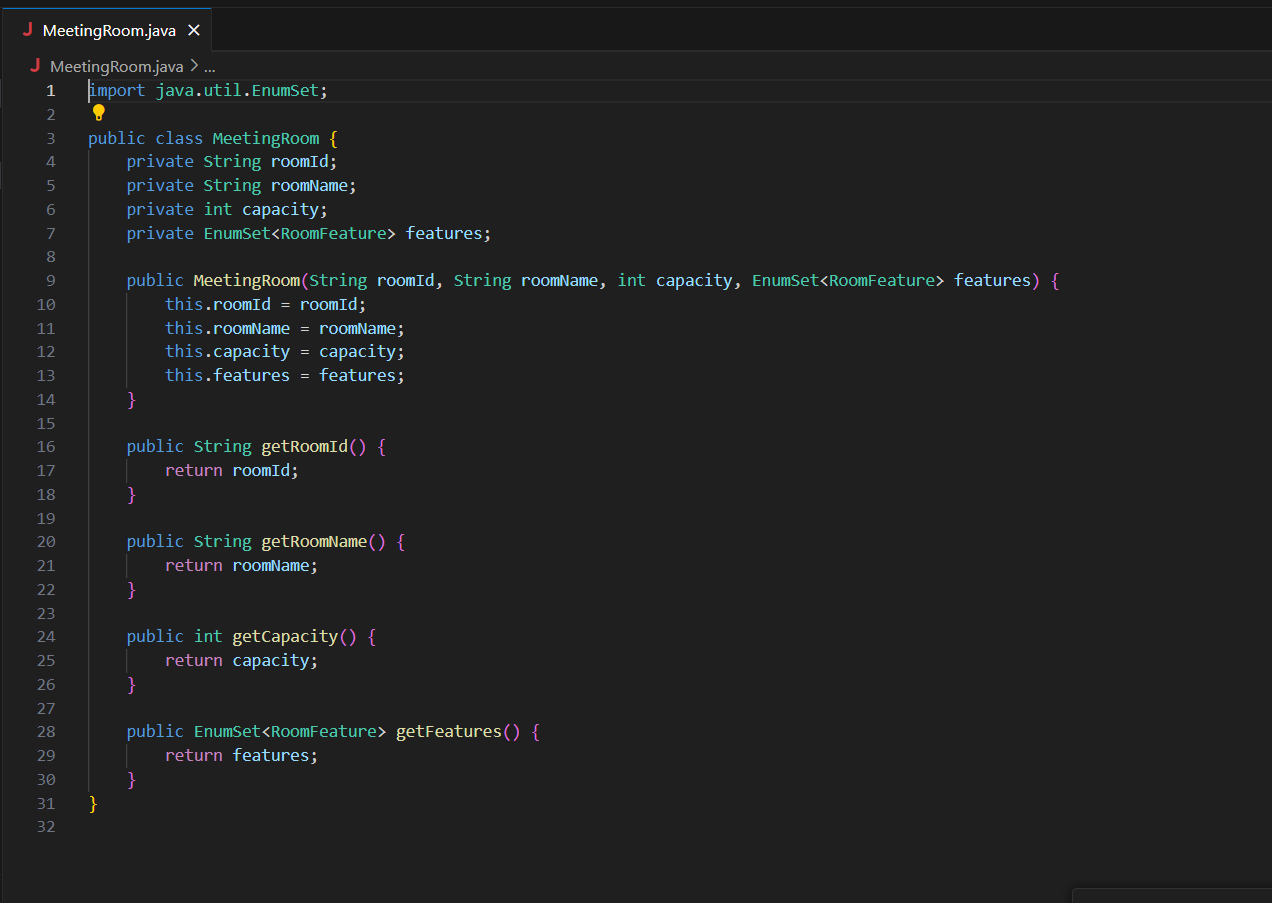 J MeetingRoom.java ×
J MeetingRoom.java > ...
1 import java.util.EnumSet;
2
3 public class MeetingRoom {
4     private String roomId;
5     private String roomName;
6     private int capacity;
7     private EnumSet<RoomFeature> features;
8
9     public MeetingRoom(String roomId, String roomName, int capacity, EnumSet<RoomFeature> features) {
10         this.roomId = roomId;
11         this.roomName = roomName;
12         this.capacity = capacity;
13         this.features = features;
14     }
15
16     public String getRoomId() {
17         return roomId;
18     }
19
20     public String getRoomName() {
21         return roomName;
22     }
23
24     public int getCapacity() {
25         return capacity;
26     }
27
28     public EnumSet<RoomFeature> getFeatures() {
29         return features;
30     }
31 }
32